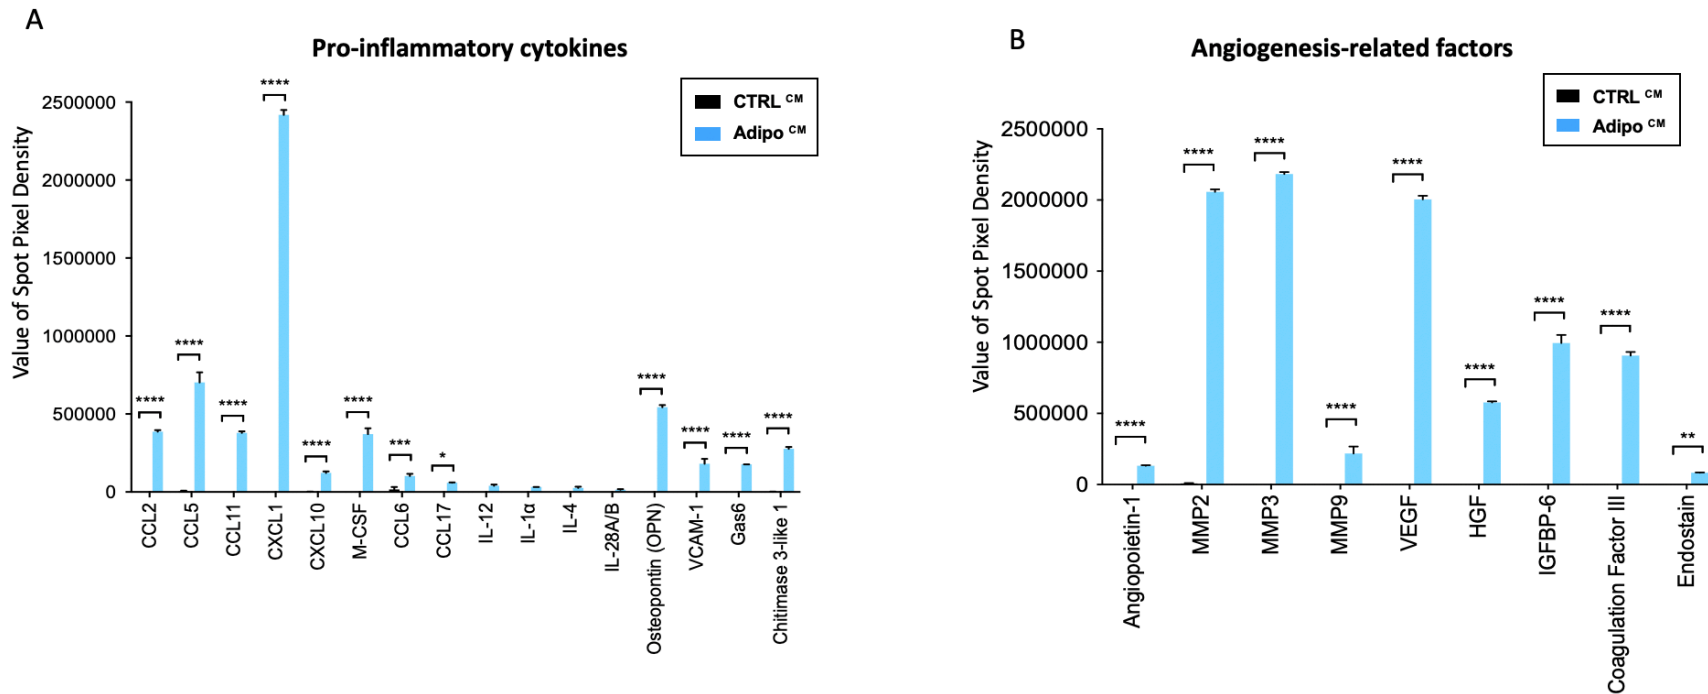 A
Pro-inflammatory cytokines
CTRL CM
Adipo CM
Value of Spot Pixel Density
2500000
2000000
1500000
1000000
500000
0
****
****
****
****
****
****
***
*
****
****
****
****
CCL2
CCL5
CCL11
CXCL1
CXCL10
M-CSF
CCL6
CCL17
IL-12
IL-1α
IL-4
IL-28A/B
Osteopontin (OPN)
VCAM-1
Gas6
Chitimase 3-like 1
B
Angiogenesis-related factors
CTRL CM
Adipo CM
Value of Spot Pixel Density
2500000
2000000
1500000
1000000
500000
0
****
****
****
****
****
****
****
****
**
Angiopoietin-1
MMP2
MMP3
MMP9
VEGF
HGF
IGFBP-6
Coagulation Factor III
Endostain